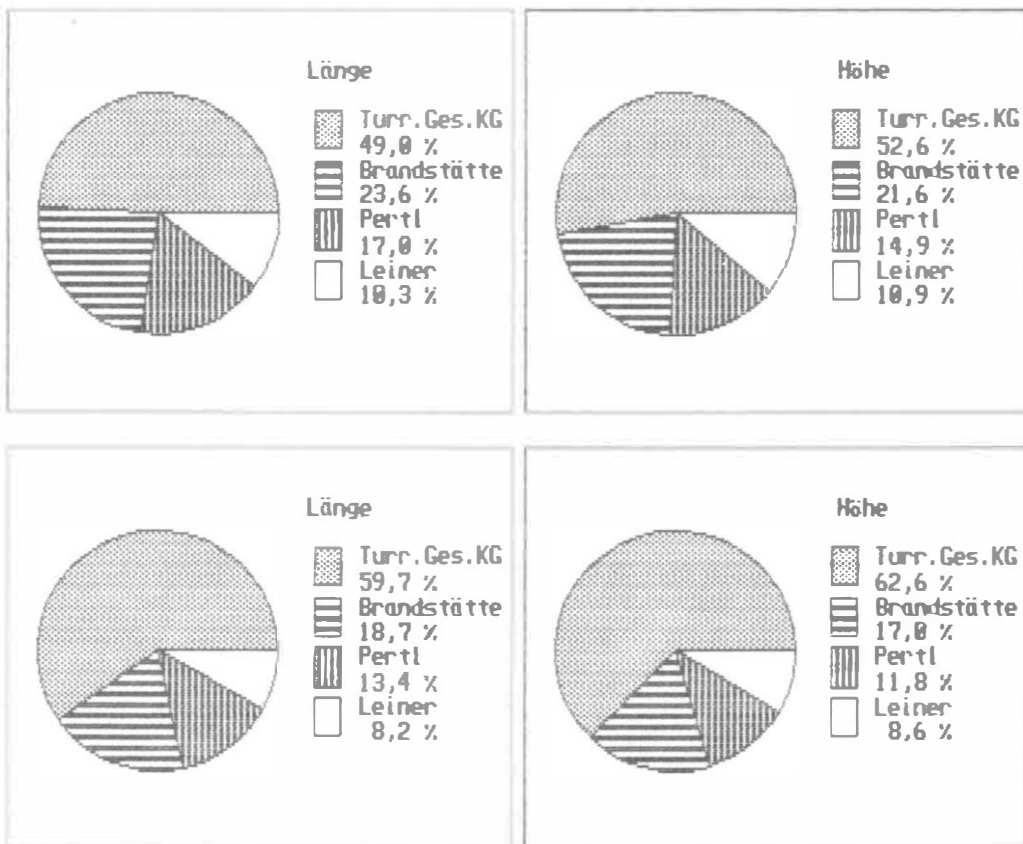 Länge
Turr.Ges.KG
49,0 %
Brandstätte
23,6 %
Pertl
17,0 %
Leiner
10,3 %
Höhe
Turr.Ges.KG
52,6 %
Brandstätte
21,6 %
Pertl
14,9 %
Leiner
10,9 %
Länge
Turr.Ges.KG
59,7 %
Brandstätte
18,7 %
Pertl
13,4 %
Leiner
8,2 %
Höhe
Turr.Ges.KG
62,6 %
Brandstätte
17,0 %
Pertl
11,8 %
Leiner
8,6 %